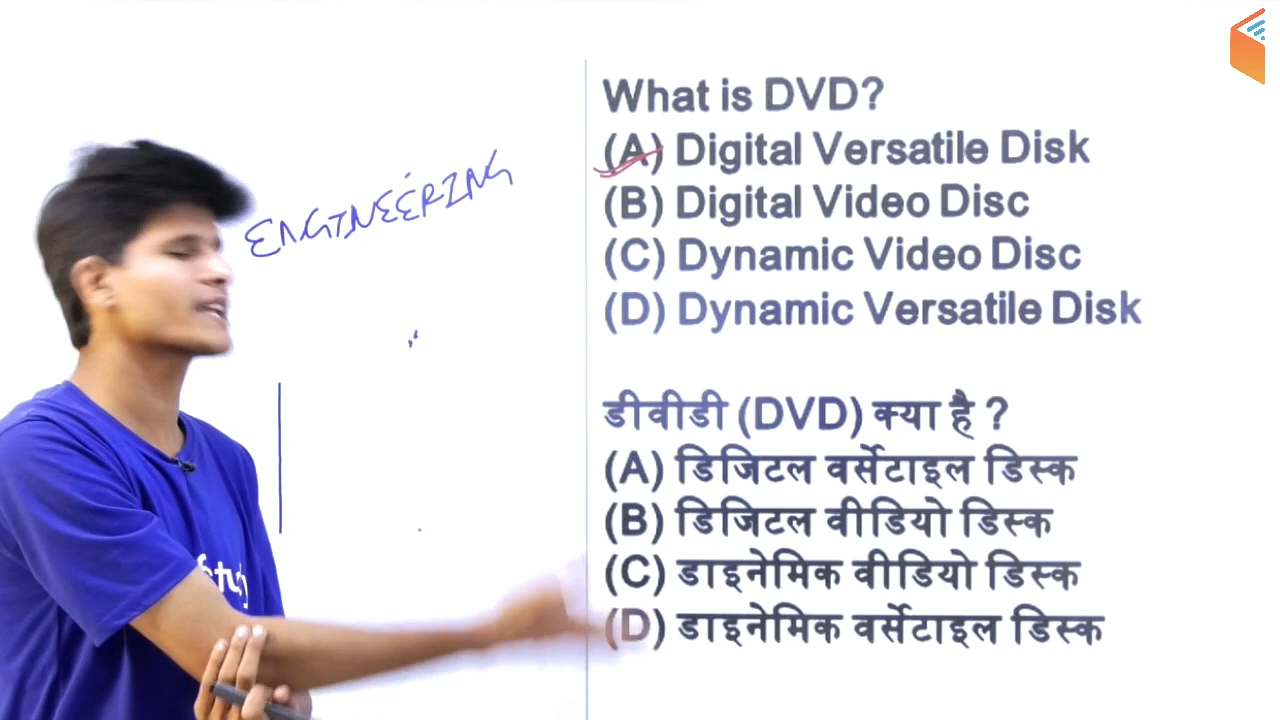 ENGINEERING
What is DVD?
(A) Digital Versatile Disk
(B) Digital Video Disc
(C) Dynamic Video Disc
(D) Dynamic Versatile Disk
डीवीडी (DVD) क्या है ?
(A) डिजिटल वर्सेटाइल डिस्क
(B) डिजिटल वीडियो डिस्क
(C) डाइनेमिक वीडियो डिस्क
(D) डाइनेमिक वर्सेटाइल डिस्क